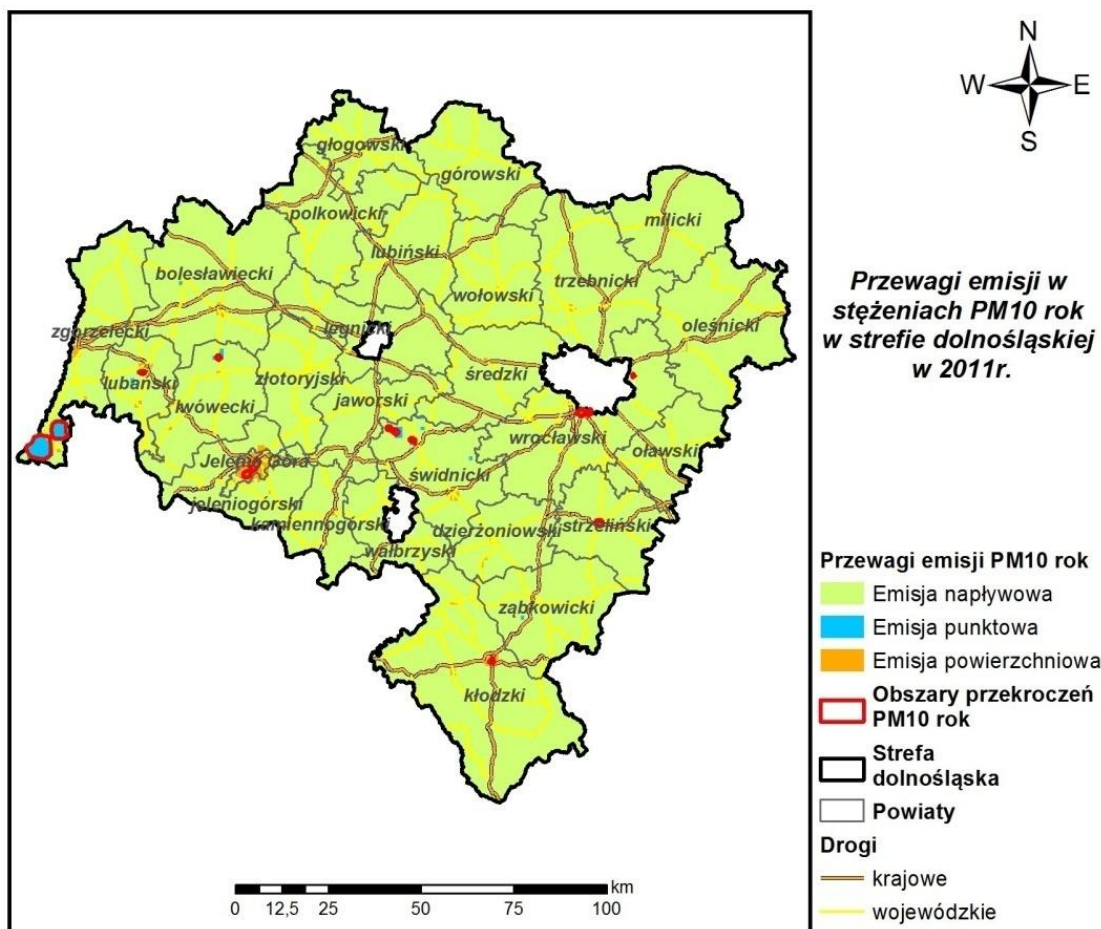 N
W E
S
Przewagi emisji w
stężeniach PM10 rok
w strefie dolnośląskiej
w 2011r.
głogowski
górowski
polkowicki
milicki
lubiński
bolesławiecki
trzebnicki
wołowski
zgorzelecki
legnicki
oleśnicki
lubański
złotoryjski
średzki
lwówecki
jaworski
wrocławski
oławski
Jelenia Góra
świdnicki
jeleniogórski
kamiennogórski
dzierżoniowski
strzeliński
wałbrzyski
ząbkowicki
kłodzki
Przewagi emisji PM10 rok
Emisja napływowa
Emisja punktowa
Emisja powierzchniowa
Obszary przekroczeń
PM10 rok
Strefa
dolnośląska
Powiaty
Drogi
krajowe
wojewódzkie
km
0 12,5 25 50 75 100